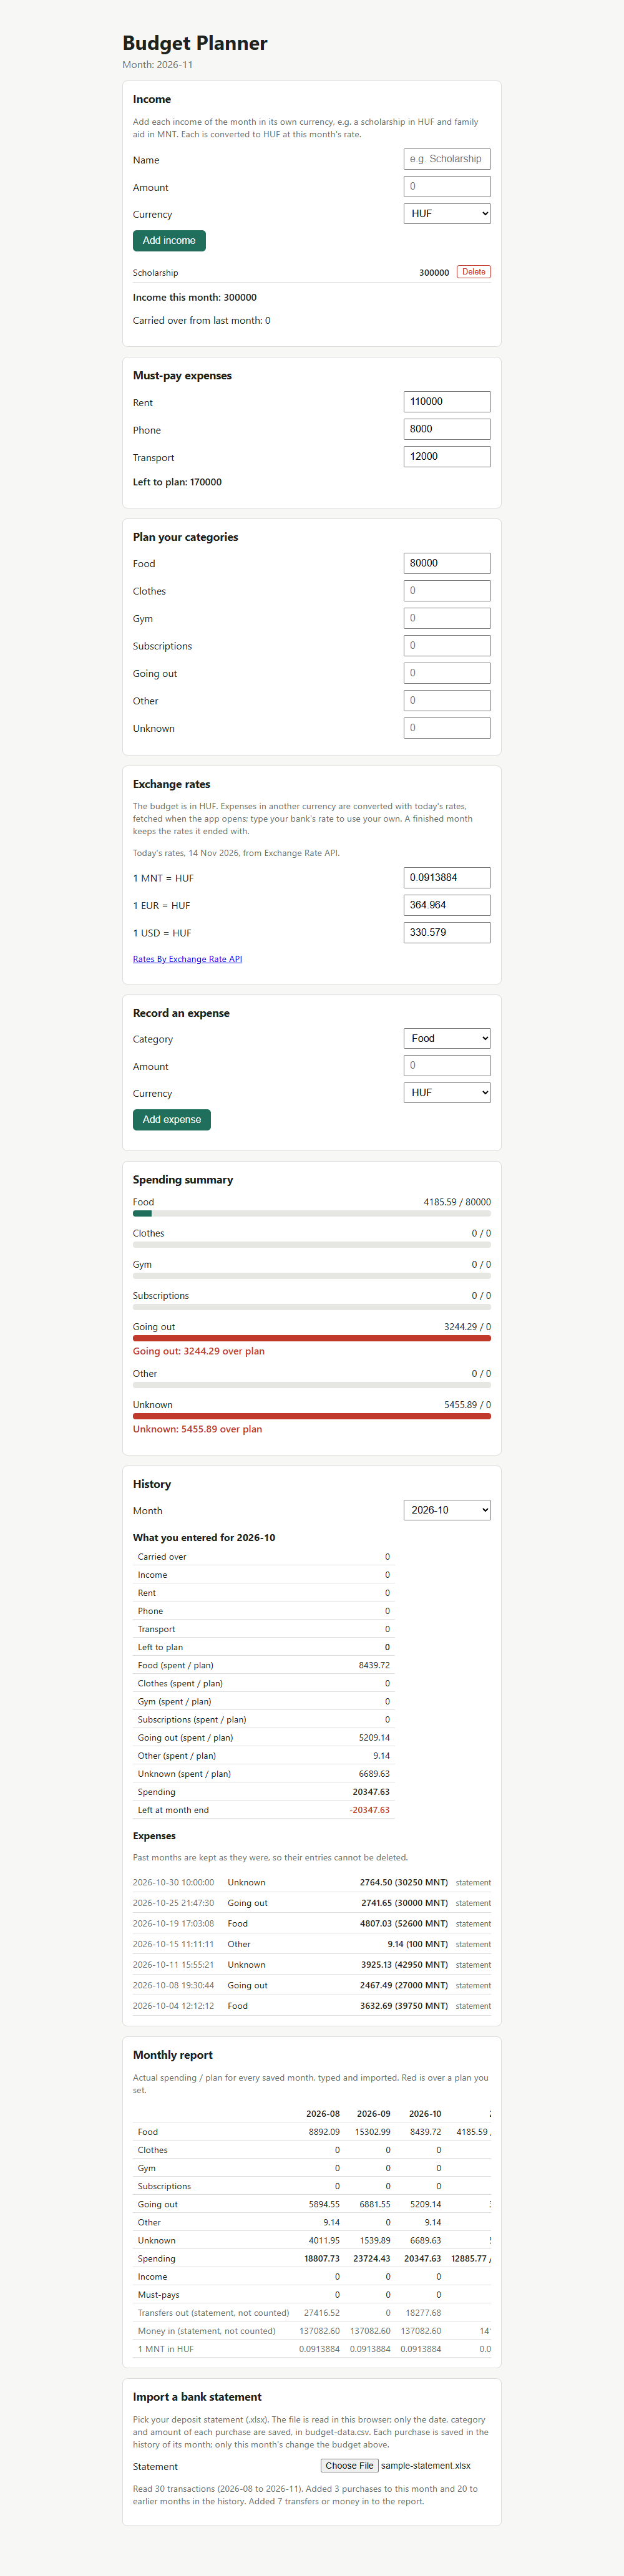 Budget Planner
Month: 2026-11
Income
Add each income of the month in its own currency, e.g. a scholarship in HUF and family
aid in MNT. Each is converted to HUF at this month's rate.
Name e.g. Scholarship
Amount 0
Currency HUF
Add income
Scholarship 300000 Delete
Income this month: 300000
Carried over from last month: 0
Must-pay expenses
Rent 110000
Phone 8000
Transport 12000
Left to plan: 170000
Plan your categories
Food 80000
Clothes 0
Gym 0
Subscriptions 0
Going out 0
Other 0
Unknown 0
Exchange rates
The budget is in HUF. Expenses in another currency are converted with today's rates,
fetched when the app opens; type your bank's rate to use your own. A finished month
keeps the rates it ended with.
Today's rates, 14 Nov 2026, from Exchange Rate API.
1 MNT = HUF 0.0913884
1 EUR = HUF 364.964
1 USD = HUF 330.579
Rates By Exchange Rate API
Record an expense
Category Food
Amount 0
Currency HUF
Add expense
Spending summary
Food 4185.59 / 80000
Clothes 0 / 0
Gym 0 / 0
Subscriptions 0 / 0
Going out 3244.29 / 0
Going out: 3244.29 over plan
Other 0 / 0
Unknown 5455.89 / 0
Unknown: 5455.89 over plan
History
Month 2026-10
What you entered for 2026-10
Carried over 0
Income 0
Rent 0
Phone 0
Transport 0
Left to plan 0
Food (spent / plan) 8439.72
Clothes (spent / plan) 0
Gym (spent / plan) 0
Subscriptions (spent / plan) 0
Going out (spent / plan) 5209.14
Other (spent / plan) 9.14
Unknown (spent / plan) 6689.63
Spending 20347.63
Left at month end -20347.63
Expenses
Past months are kept as they were, so their entries cannot be deleted.
2026-10-30 10:00:00 Unknown 2764.50 (30250 MNT) statement
2026-10-25 21:47:30 Going out 2741.65 (30000 MNT) statement
2026-10-19 17:03:08 Food 4807.03 (52600 MNT) statement
2026-10-15 11:11:11 Other 9.14 (100 MNT) statement
2026-10-11 15:55:21 Unknown 3925.13 (42950 MNT) statement
2026-10-08 19:30:44 Going out 2467.49 (27000 MNT) statement
2026-10-04 12:12:12 Food 3632.69 (39750 MNT) statement
Monthly report
Actual spending / plan for every saved month, typed and imported. Red is over a plan you
set.
2026-08 2026-09 2026-10
Food 8892.09 15302.99 8439.72 4185.59 /
Clothes 0 0 0
Gym 0 0 0
Subscriptions 0 0 0
Going out 5894.55 6881.55 5209.14
Other 9.14 0 9.14
Unknown 4011.95 1539.89 6689.63
Spending 18807.73 23724.43 20347.63 12885.77 /
Income 0 0 0
Must-pays 0 0 0
Transfers out (statement, not counted) 27416.52 0 18277.68
Money in (statement, not counted) 137082.60 137082.60 137082.60
1 MNT in HUF 0.0913884 0.0913884 0.0913884
Import a bank statement
Pick your deposit statement (.xlsx). The file is read in this browser: only the date, category
and amount of each purchase are saved, in budget-data.csv. Each purchase is saved in the
history of its month; only this month's change the budget above.
Statement Choose File sample-statement.xlsx
Read 30 transactions (2026-08 to 2026-11). Added 3 purchases to this month and 20 to
earlier months in the history. Added 7 transfers or money in to the report.